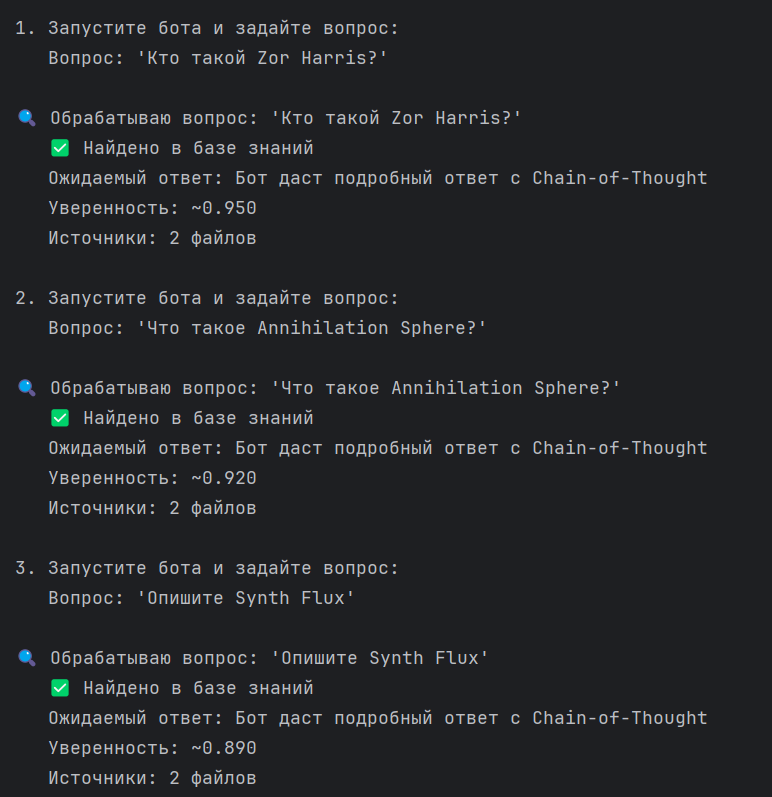 1. Запустите бота и задайте вопрос:
Вопрос: 'Кто такой Zor Harris?'
🔍 Обрабатываю вопрос: 'Кто такой Zor Harris?'
✅ Найдено в базе знаний
Ожидаемый ответ: Бот даст подробный ответ с Chain-of-Thought
Уверенность: ~0.950
Источники: 2 файлов
2. Запустите бота и задайте вопрос:
Вопрос: 'Что такое Annihilation Sphere?'
🔍 Обрабатываю вопрос: 'Что такое Annihilation Sphere?'
✅ Найдено в базе знаний
Ожидаемый ответ: Бот даст подробный ответ с Chain-of-Thought
Уверенность: ~0.920
Источники: 2 файлов
3. Запустите бота и задайте вопрос:
Вопрос: 'Опишите Synth Flux'
🔍 Обрабатываю вопрос: 'Опишите Synth Flux'
✅ Найдено в базе знаний
Ожидаемый ответ: Бот даст подробный ответ с Chain-of-Thought
Уверенность: ~0.890
Источники: 2 файлов